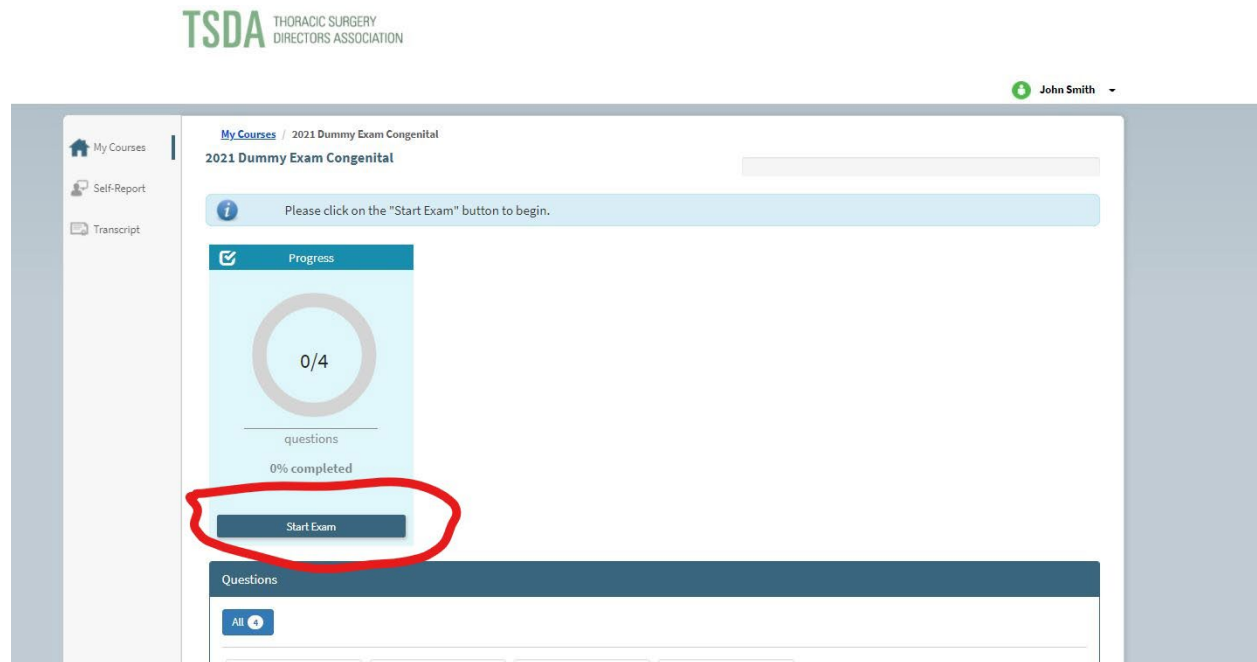 TSDA THORACIC SURGERY
DIRECTORS ASSOCIATION
John Smith
My Courses
Self-Report
Transcript
My Courses / 2021 Dummy Exam Congenital
2021 Dummy Exam Congenital
Please click on the "Start Exam" button to begin.
Progress
0/4
questions
0% completed
Start Exam
Questions
All 4